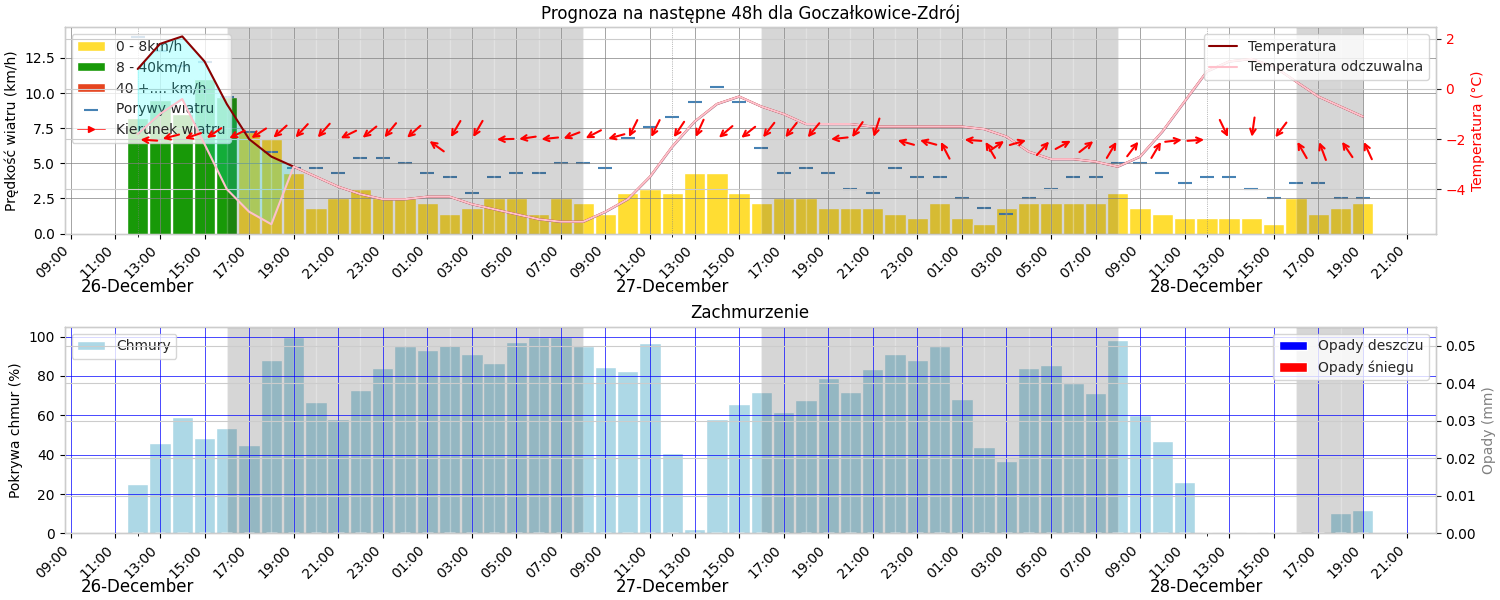 Prognoza na następne 48h dla Goczałkowice-Zdrój
Prędkość wiatru (km/h)
12.5
10.0
7.5
5.0
2.5
0.0
0 - 8km/h
8 - 40km/h
40 +.... km/h
Porywy wiatru
Kierunek wiatru
Temperatura
Temperatura odczuwalna
2
0
−2
−4
Temperatura (°C)
09:00 11:00 13:00 15:00 17:00 19:00 21:00 23:00 01:00 03:00 05:00 07:00 09:00 11:00 13:00 15:00 17:00 19:00 21:00 23:00 01:00 03:00 05:00 07:00 09:00 11:00 13:00 15:00 17:00 19:00 21:00
26-December 27-December 28-December
Zachmurzenie
Pokrywa chmur (%)
100
80
60
40
20
0
Chmury
Opady deszczu
Opady śniegu
0.05
0.04
0.03
0.02
0.01
0.00
Opady (mm)
09:00 11:00 13:00 15:00 17:00 19:00 21:00 23:00 01:00 03:00 05:00 07:00 09:00 11:00 13:00 15:00 17:00 19:00 21:00 23:00 01:00 03:00 05:00 07:00 09:00 11:00 13:00 15:00 17:00 19:00 21:00
26-December 27-December 28-December